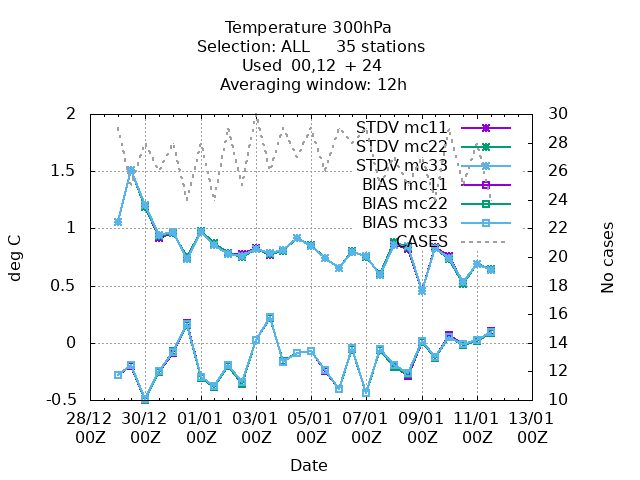 Temperature 300hPa
Selection: ALL 35 stations
Used 00,12 + 24
Averaging window: 12h
deg C
2
1.5
1
0.5
0
-0.5
STDV mc11
STDV mc22
STDV mc33
BIAS mc11
BIAS mc22
BIAS mc33
CASES
30
28
26
24
22
20
18
16
14
12
10
No cases
28/12 30/12 01/01 03/01 05/01 07/01 09/01 11/01 13/01
00Z 00Z 00Z 00Z 00Z 00Z 00Z 00Z 00Z
Date